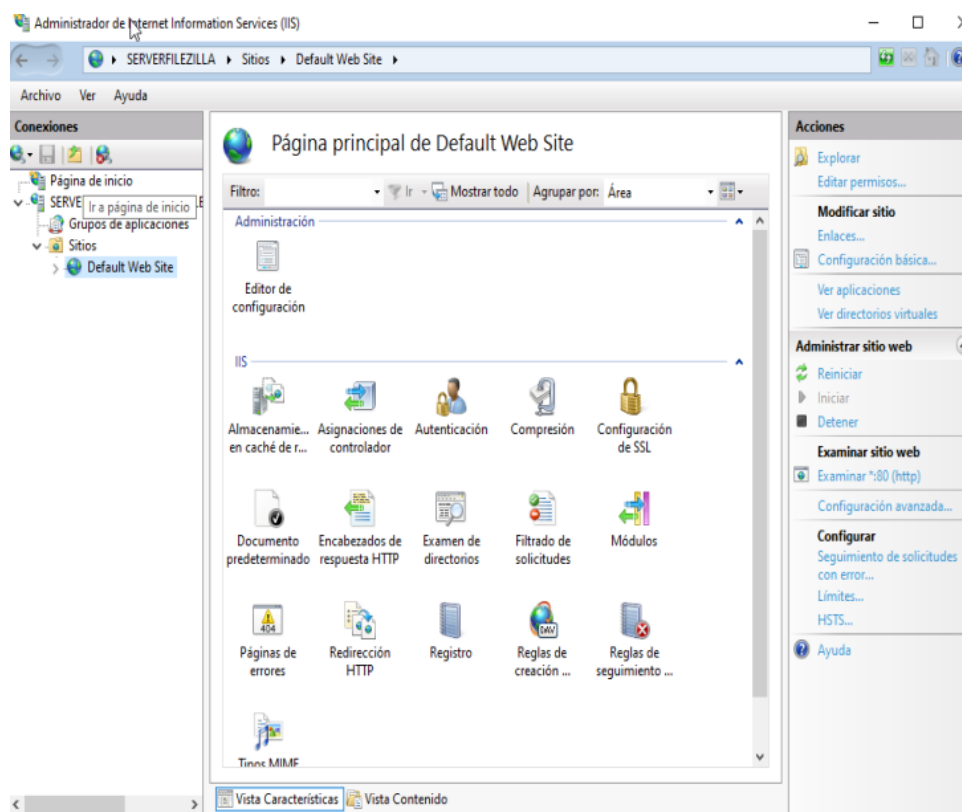 Administrador de Internet Information Services (IIS)
SERVERFILEZILLA Sitios Default Web Site
Archivo Ver Ayuda
Conexiones
Página de inicio
SERVE
Ir a página de inicio
Grupos de aplicaciones
Sitios
Default Web Site
Página principal de Default Web Site
Filtro: Ir Mostrar todo Agrupar por: Área
Administración
Editor de
configuración
IIS
Almacenamie...
en caché de r...
Asignaciones de
controlador
Autenticación
Compresión
Configuración
de SSL
Documento
predeterminado
Encabezados de
respuesta HTTP
Examen de
directorios
Filtrado de
solicitudes
Módulos
404
Páginas de
errores
Redirección
HTTP
Registro
DAV
Reglas de
creación ...
Reglas de
seguimiento ...
Tipos MIME
Vista Características Vista Contenido
Acciones
Explorar
Editar permisos...
Modificar sitio
Enlaces...
Configuración básica...
Ver aplicaciones
Ver directorios virtuales
Administrar sitio web
Reiniciar
Iniciar
Detener
Examinar sitio web
Examinar *:80 (http)
Configuración avanzada...
Configurar
Seguimiento de solicitudes
con error...
Límites...
HSTS...
Ayuda